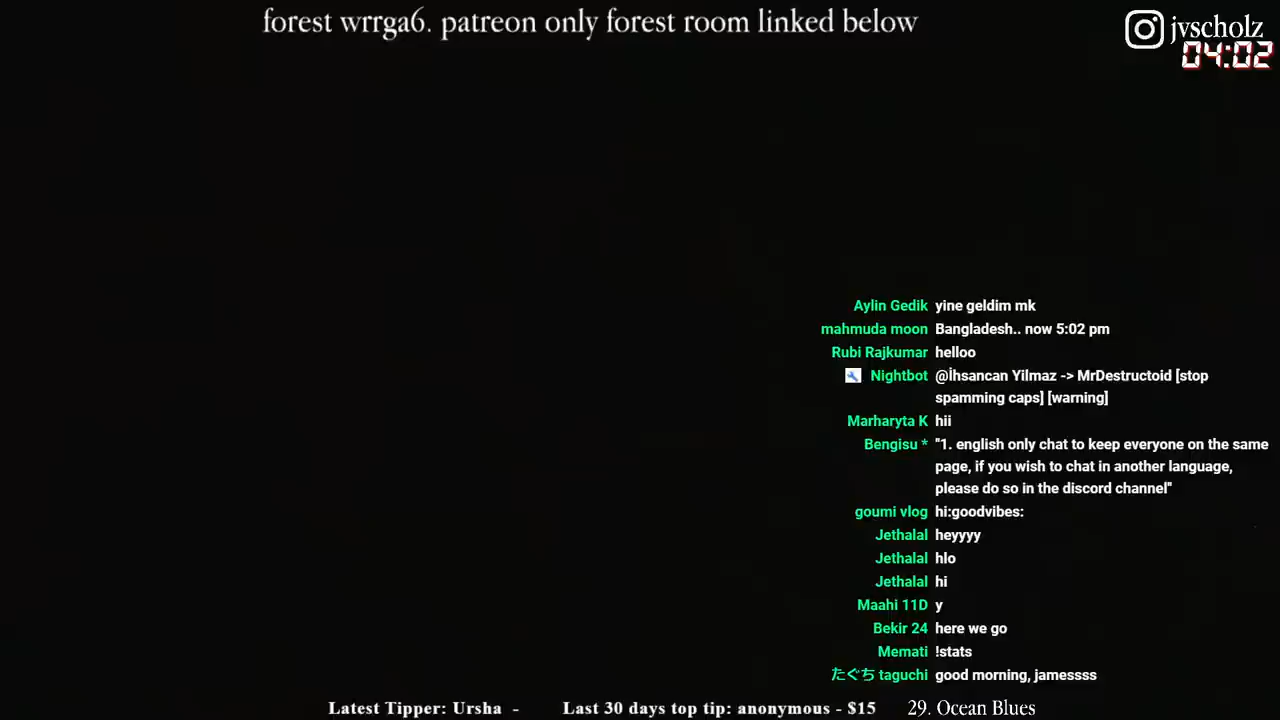 forest wrrga6. patreon only forest room linked below
jvscholz
04:02
Aylin Gedik yine geldim mk
mahmuda moon Bangladesh.. now 5:02 pm
Rubi Rajkumar helloo
Nightbot @İhsancan Yilmaz -> MrDestructoid [stop
spamming caps] [warning]
Marharyta K hii
Bengisu * "1. english only chat to keep everyone on the same
page, if you wish to chat in another language,
please do so in the discord channel"
goumi vlog hi:goodvibes:
Jethalal heyyyy
Jethalal hlo
Jethalal hi
Maahi 11D y
Bekir 24 here we go
Memati !stats
たぐち taguchi good morning, jamessss
Latest Tipper: Ursha - Last 30 days top tip: anonymous - $15 29. Ocean Blues